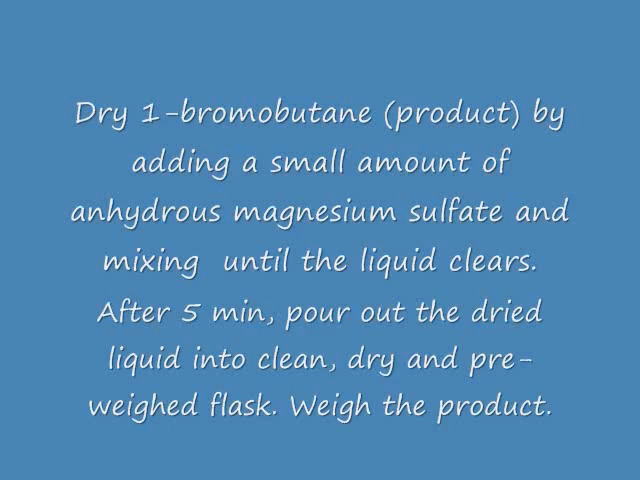 Dry 1-bromobutane (product) by
adding a small amount of
anhydrous magnesium sulfate and
mixing  until the liquid clears.
After 5 min, pour out the dried
liquid into clean, dry and pre-
weighed flask. Weigh the product.